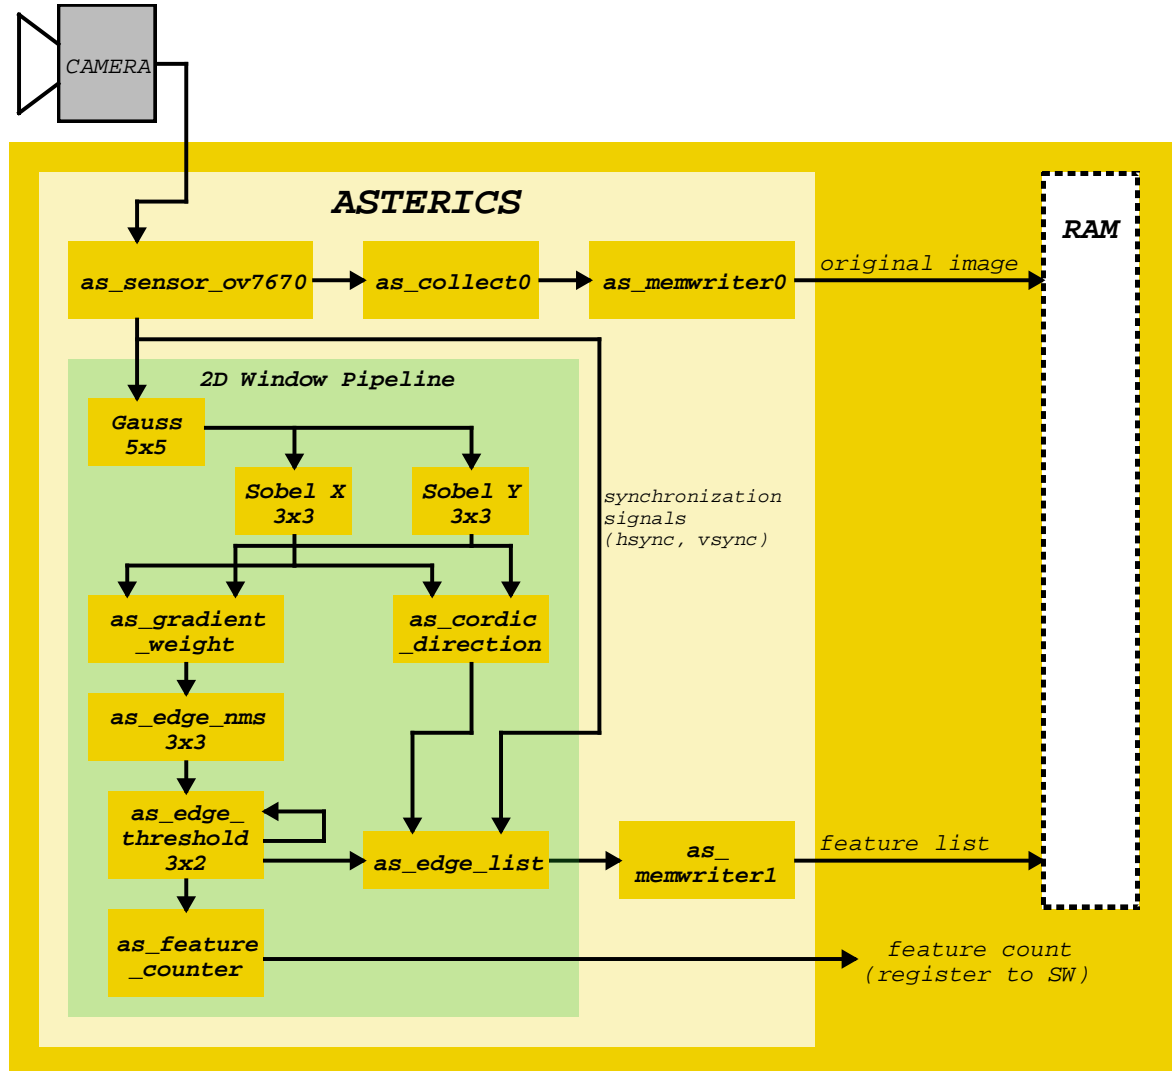 CAMERA
ASTERICS
RAM
as_sensor_ov7670
as_collect0
as_memwriter0
original image
2D Window Pipeline
Gauss
5x5
Sobel X
3x3
Sobel Y
3x3
synchronization
signals
(hsync, vsync)
as_gradient
_weight
as_cordic
_direction
as_edge_nms
3x3
as_edge_
threshold
3x2
as_edge_list
as_
memwriter1
feature list
as_feature
_counter
feature count
(register to SW)